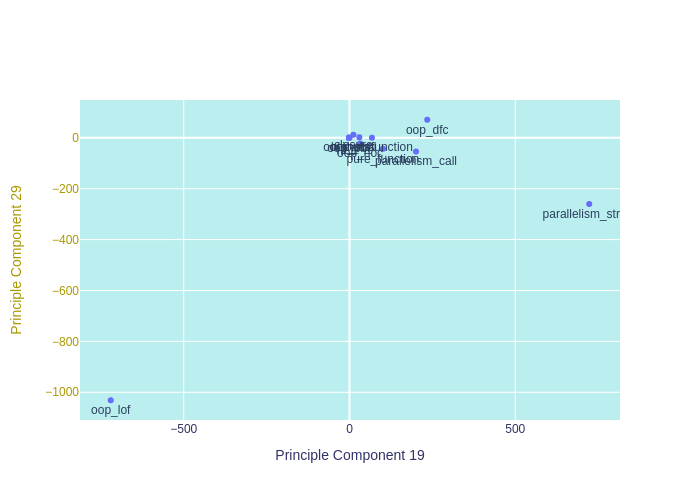 0
−200
−400
−600
−800
−1000
−500
0
500
Principle Component 19
Principle Component 29
oop_dfc
pure_function
parallelism_call
parallelism_str
oop_lof